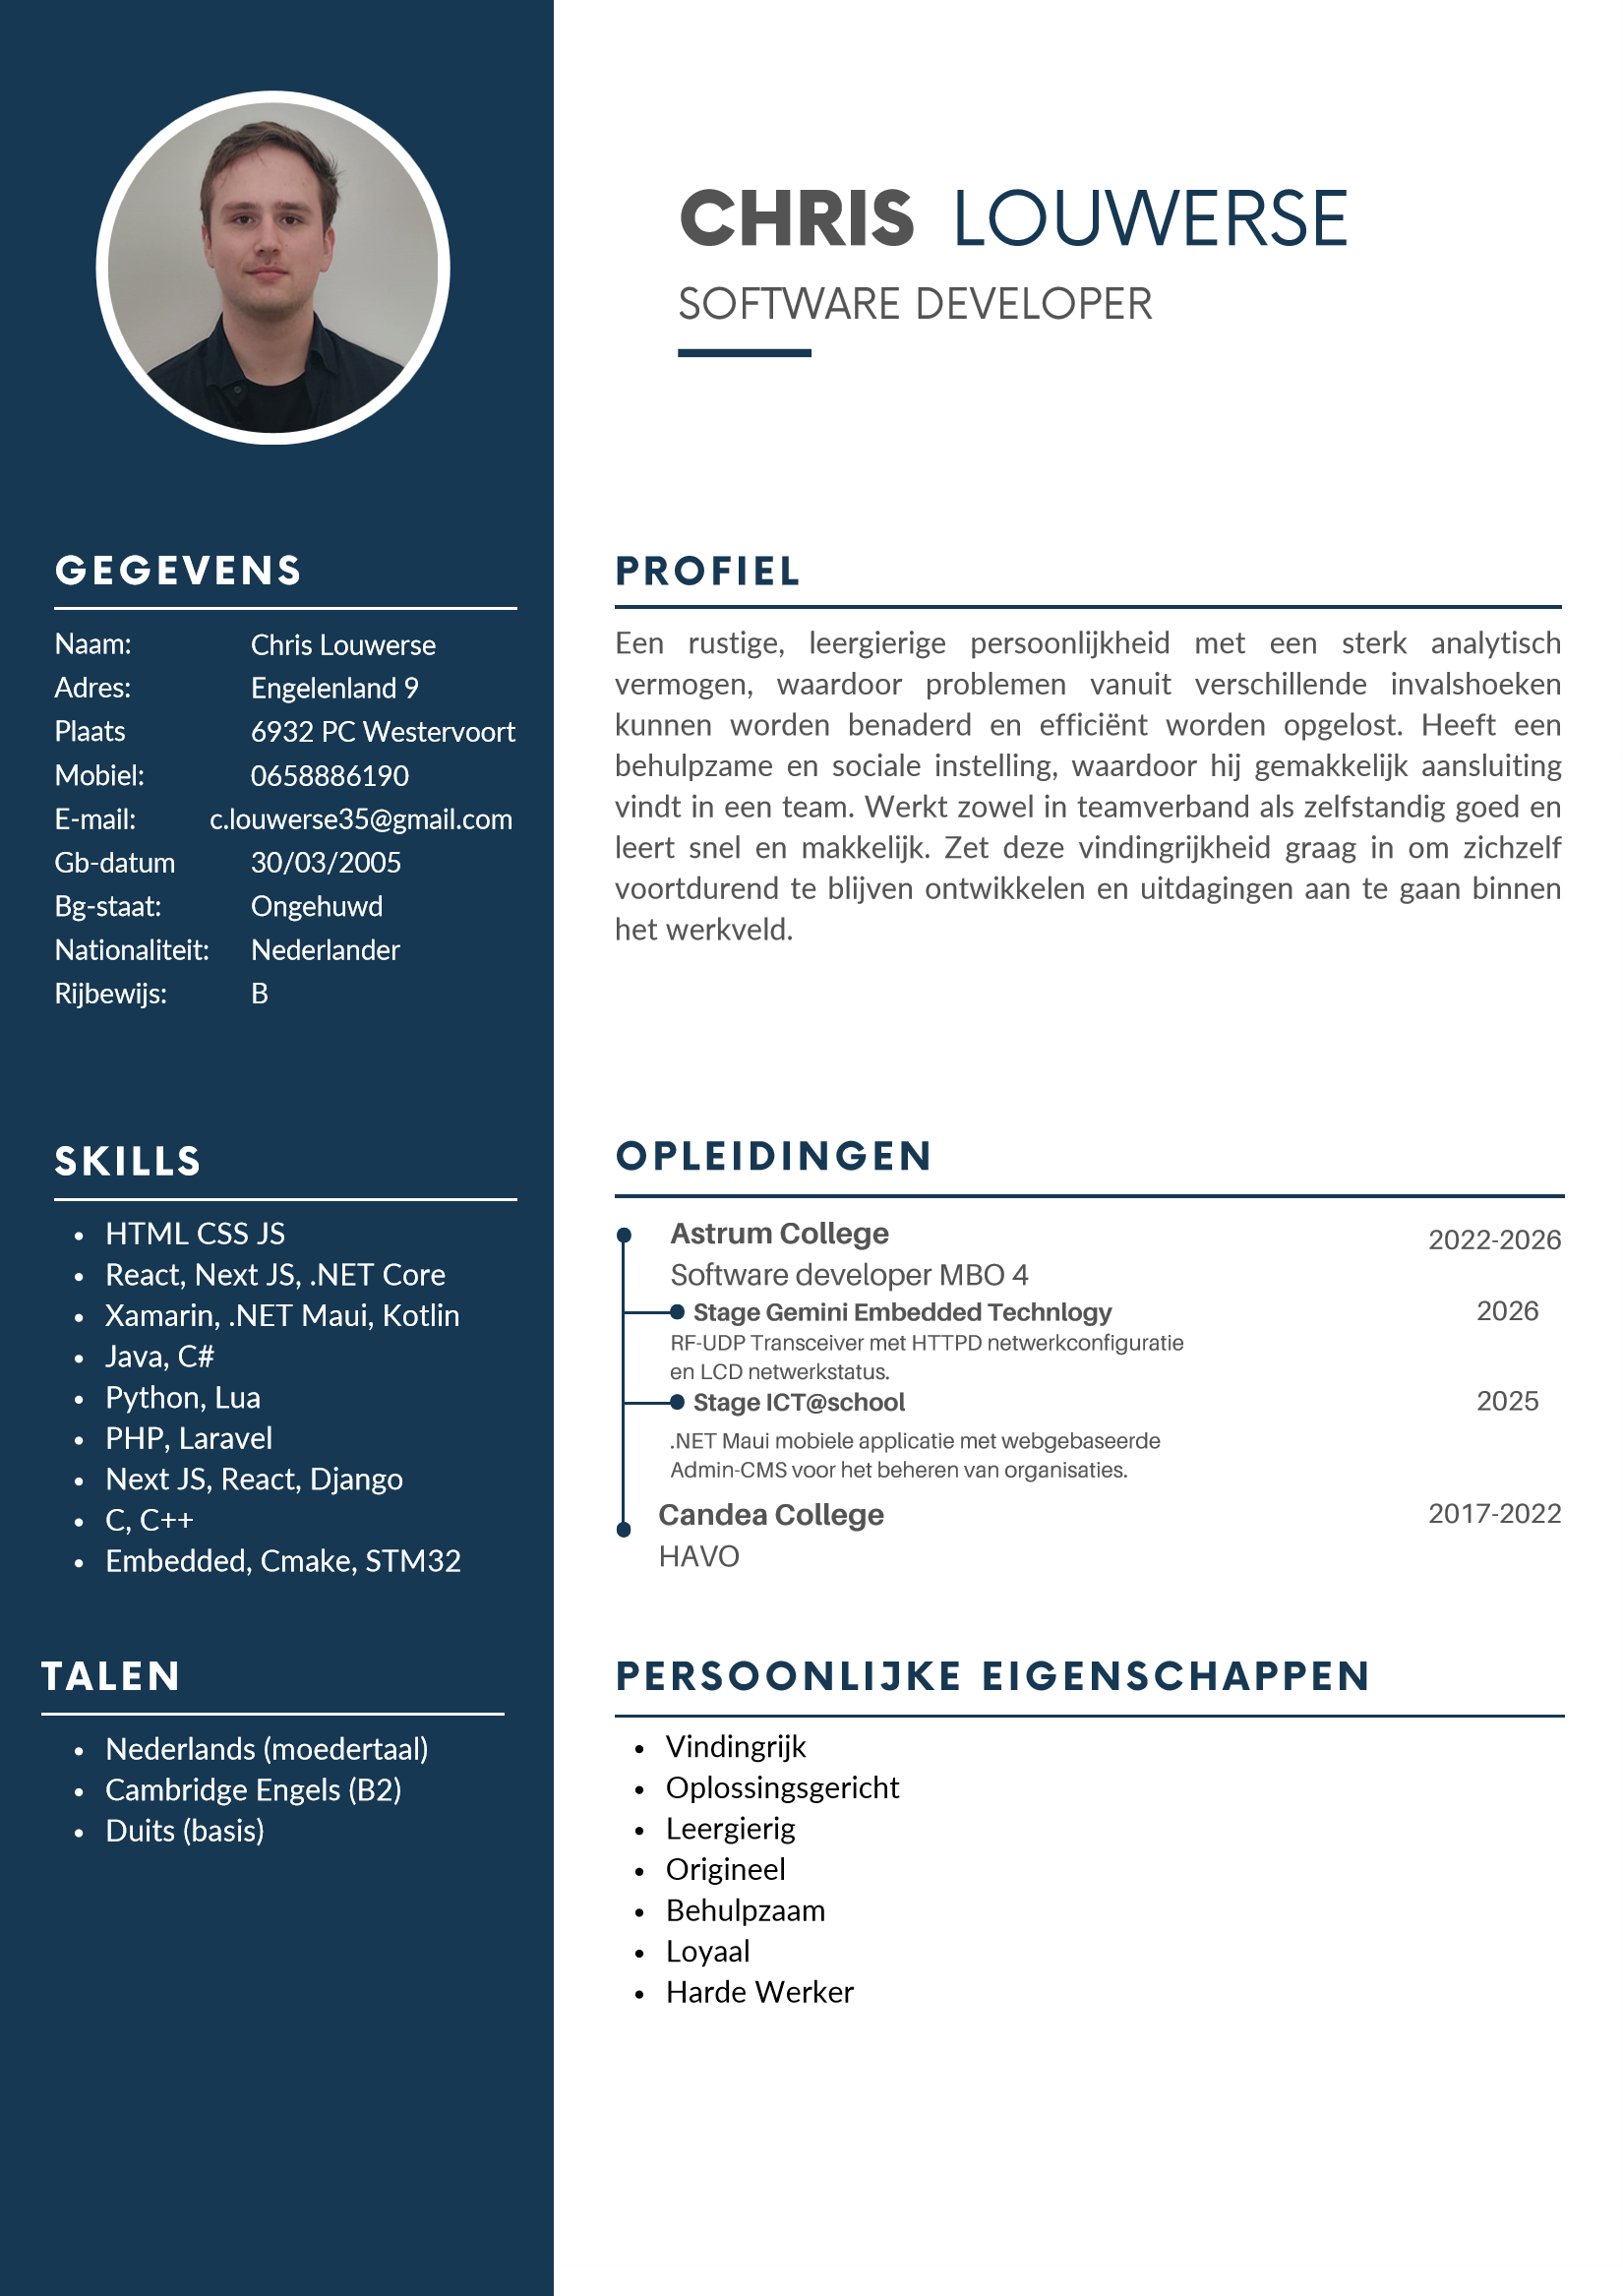 CHRIS LOUWERSE
SOFTWARE DEVELOPER
GEGEVENS
Naam: Chris Louwerse
Adres: Engelenland 9
Plaats 6932 PC Westervoort
Mobiel: 0658886190
E-mail: c.louwerse35@gmail.com
Gb-datum 30/03/2005
Bg-staat: Ongehuwd
Nationaliteit: Nederlander
Rijbewijs: B
SKILLS
• HTML CSS JS
• React, Next JS, .NET Core
• Xamarin, .NET Maui, Kotlin
• Java, C#
• Python, Lua
• PHP, Laravel
• Next JS, React, Django
• C, C++
• Embedded, Cmake, STM32
TALEN
• Nederlands (moedertaal)
• Cambridge Engels (B2)
• Duits (basis)
PROFIEL
Een rustige, leergierige persoonlijkheid met een sterk analytisch
vermogen, waardoor problemen vanuit verschillende invalshoeken
kunnen worden benaderd en efficiënt worden opgelost. Heeft een
behulpzame en sociale instelling, waardoor hij gemakkelijk aansluiting
vindt in een team. Werkt zowel in teamverband als zelfstandig goed en
leert snel en makkelijk. Zet deze vindingrijkheid graag in om zichzelf
voortdurend te blijven ontwikkelen en uitdagingen aan te gaan binnen
het werkveld.
OPLEIDINGEN
Astrum College 2022-2026
Software developer MBO 4
Stage Gemini Embedded Technlogy 2026
RF-UDP Transceiver met HTTPD netwerkconfiguratie
en LCD netwerkstatus.
Stage ICT@school 2025
.NET Maui mobiele applicatie met webgebaseerde
Admin-CMS voor het beheren van organisaties.
Candea College 2017-2022
HAVO
PERSOONLIJKE EIGENSCHAPPEN
• Vindingrijk
• Oplossingsgericht
• Leergierig
• Origineel
• Behulpzaam
• Loyaal
• Harde Werker